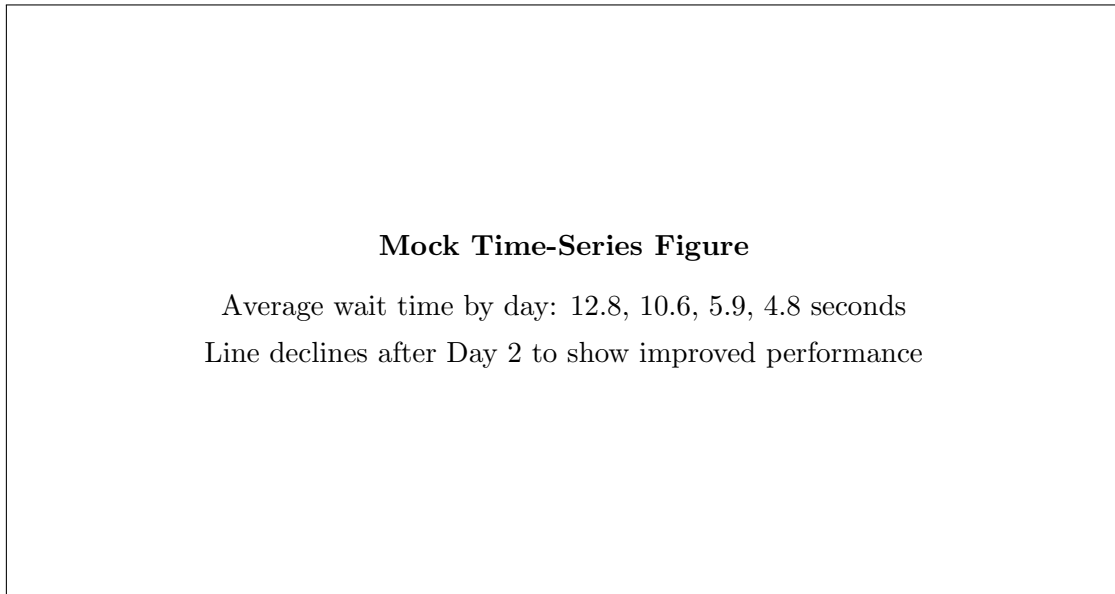 Mock Time-Series Figure
Average wait time by day: 12.8, 10.6, 5.9, 4.8 seconds
Line declines after Day 2 to show improved performance